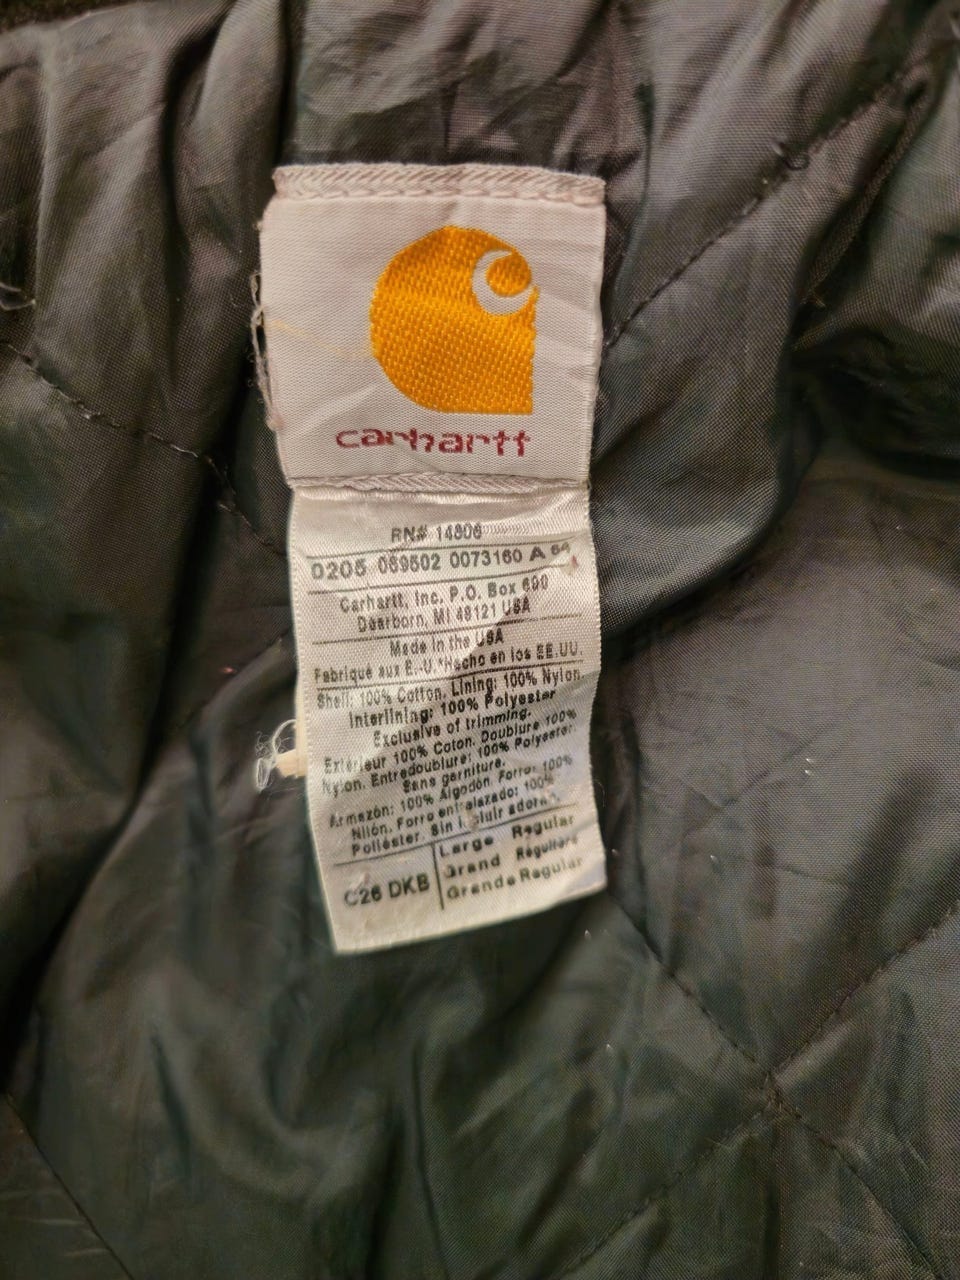 carhartt
RN# 14806
0205 069502 0073160 A
Carhartt, Inc. P.O. Box 600
Dearborn, MI 48121 USA
Made in the USA
Fabriqué aux E.-U.*Hecho en los EE.UU.
Shell: 100% Cotton. Lining: 100% Nylon.
Interlining: 100% Polyester
Exclusive of trimming.
Extérieur 100% Coton. Doublure 100%
Nylon. Entredoublure: 100% Polyester.
Sans garniture.
Armazón: 100% Algodón. Forro: 100%
Nilón. Forro entrelazado: 100%
Poliéster. Sin incluir
Large Regular
C26 DKB Grand Régulière
Grande Regular